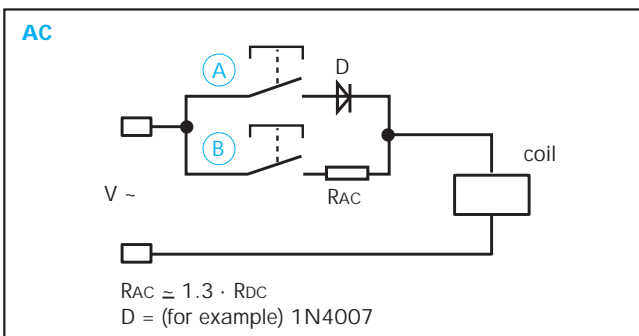 AC
A
D
B
coil
RAC
V ~
RAC ≃ 1.3 · RDC
D = (for example) 1N4007